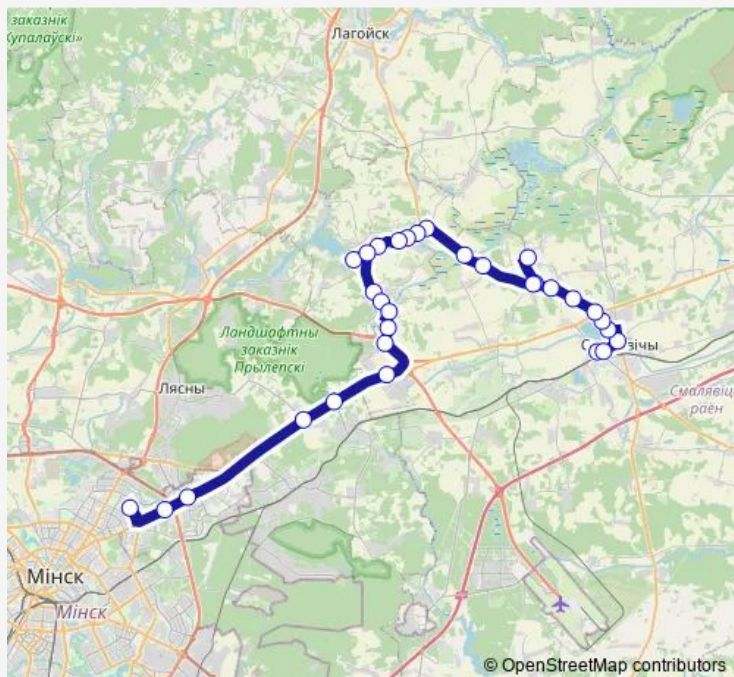 заказнік
Купалаўскі»
Лагойск
Ландшафтны
заказнік
Прылепскі
Лясны
Смалявіцкі
раён
Мінск
Мінск
© OpenStreetMap contributors